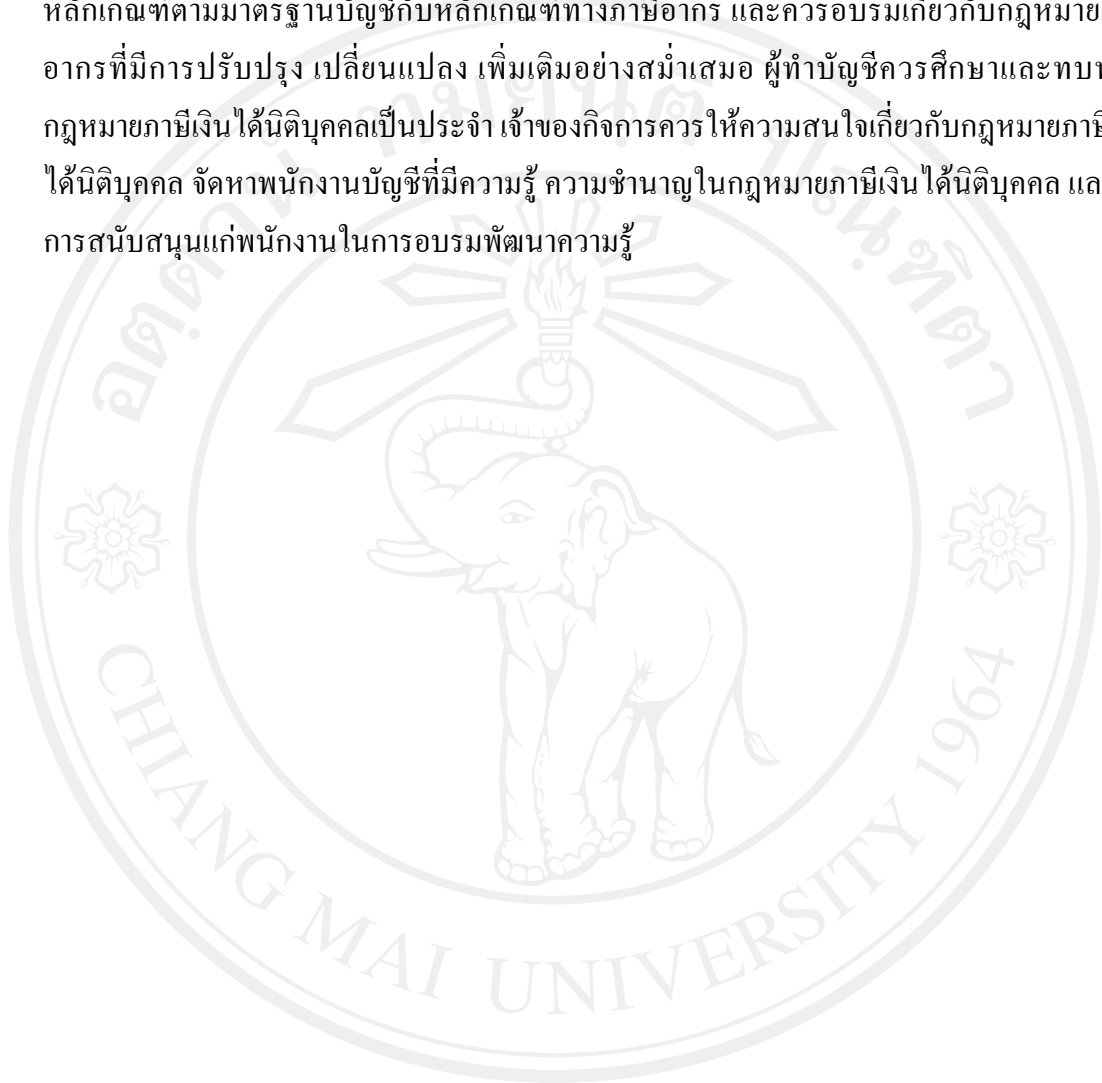 หลักเกณฑ์ตามมาตรฐานบัญชีกับหลักเกณฑ์ทางภาษีอากร และควรอบรมเกี่ยวกับกฎหมาย
อากรที่มีการปรับปรุง เปลี่ยนแปลง เพิ่มเติมอย่างสม่ำเสมอ ผู้ทำบัญชีควรศึกษาและ
กฎหมายภาษีเงินได้นิติบุคคลเป็นประจำ เจ้าของกิจการควรให้ความสนใจเกี่ยวกับกฎหมาย
ได้นิติบุคคล จัดหาพนักงานบัญชีที่มีความรู้ ความชำนาญในกฎหมายภาษีเงินได้นิติบุคคล
การสนับสนุนแก่พนักงานในการอบรมพัฒนาความรู้
อตฺตานํ ทมยนฺติ ปณฺฑิตา
CHIANG MAI UNIVERSITY 1964